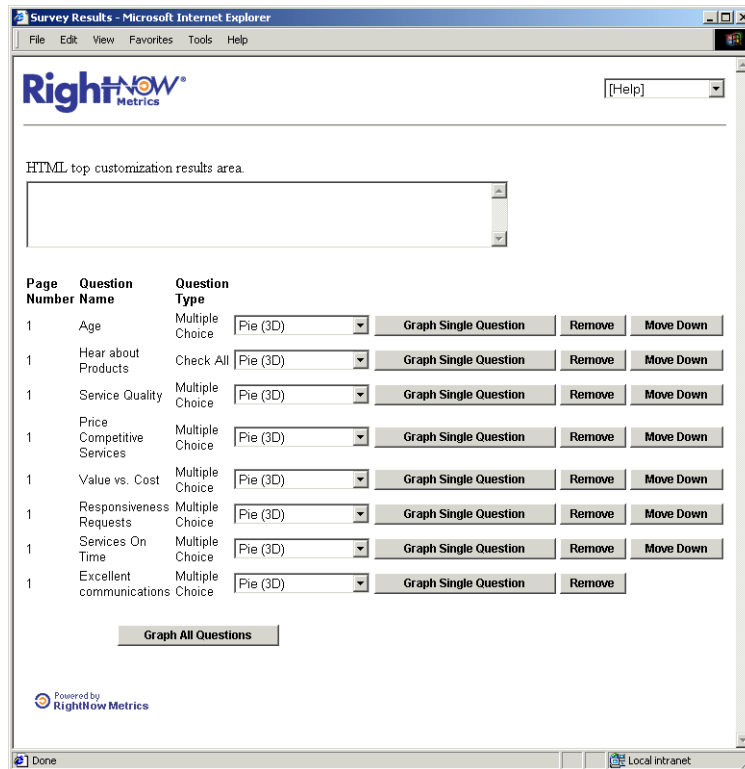 Survey Results - Microsoft Internet Explorer
File Edit View Favorites Tools Help
RightNOW®
Metrics
[Help]
HTML top customization results area.
Page Number Question Name Question Type
1 Age Multiple Choice Pie (3D) Graph Single Question Remove Move Down
1 Hear about Products Check All Pie (3D) Graph Single Question Remove Move Down
1 Service Quality Multiple Choice Pie (3D) Graph Single Question Remove Move Down
1 Price Competitive Services Multiple Choice Pie (3D) Graph Single Question Remove Move Down
1 Value vs. Cost Multiple Choice Pie (3D) Graph Single Question Remove Move Down
1 Responsiveness Requests Multiple Choice Pie (3D) Graph Single Question Remove Move Down
1 Services On Time Multiple Choice Pie (3D) Graph Single Question Remove Move Down
1 Excellent communications Multiple Choice Pie (3D) Graph Single Question Remove
Graph All Questions
Powered by
RightNow Metrics
Done Local intranet